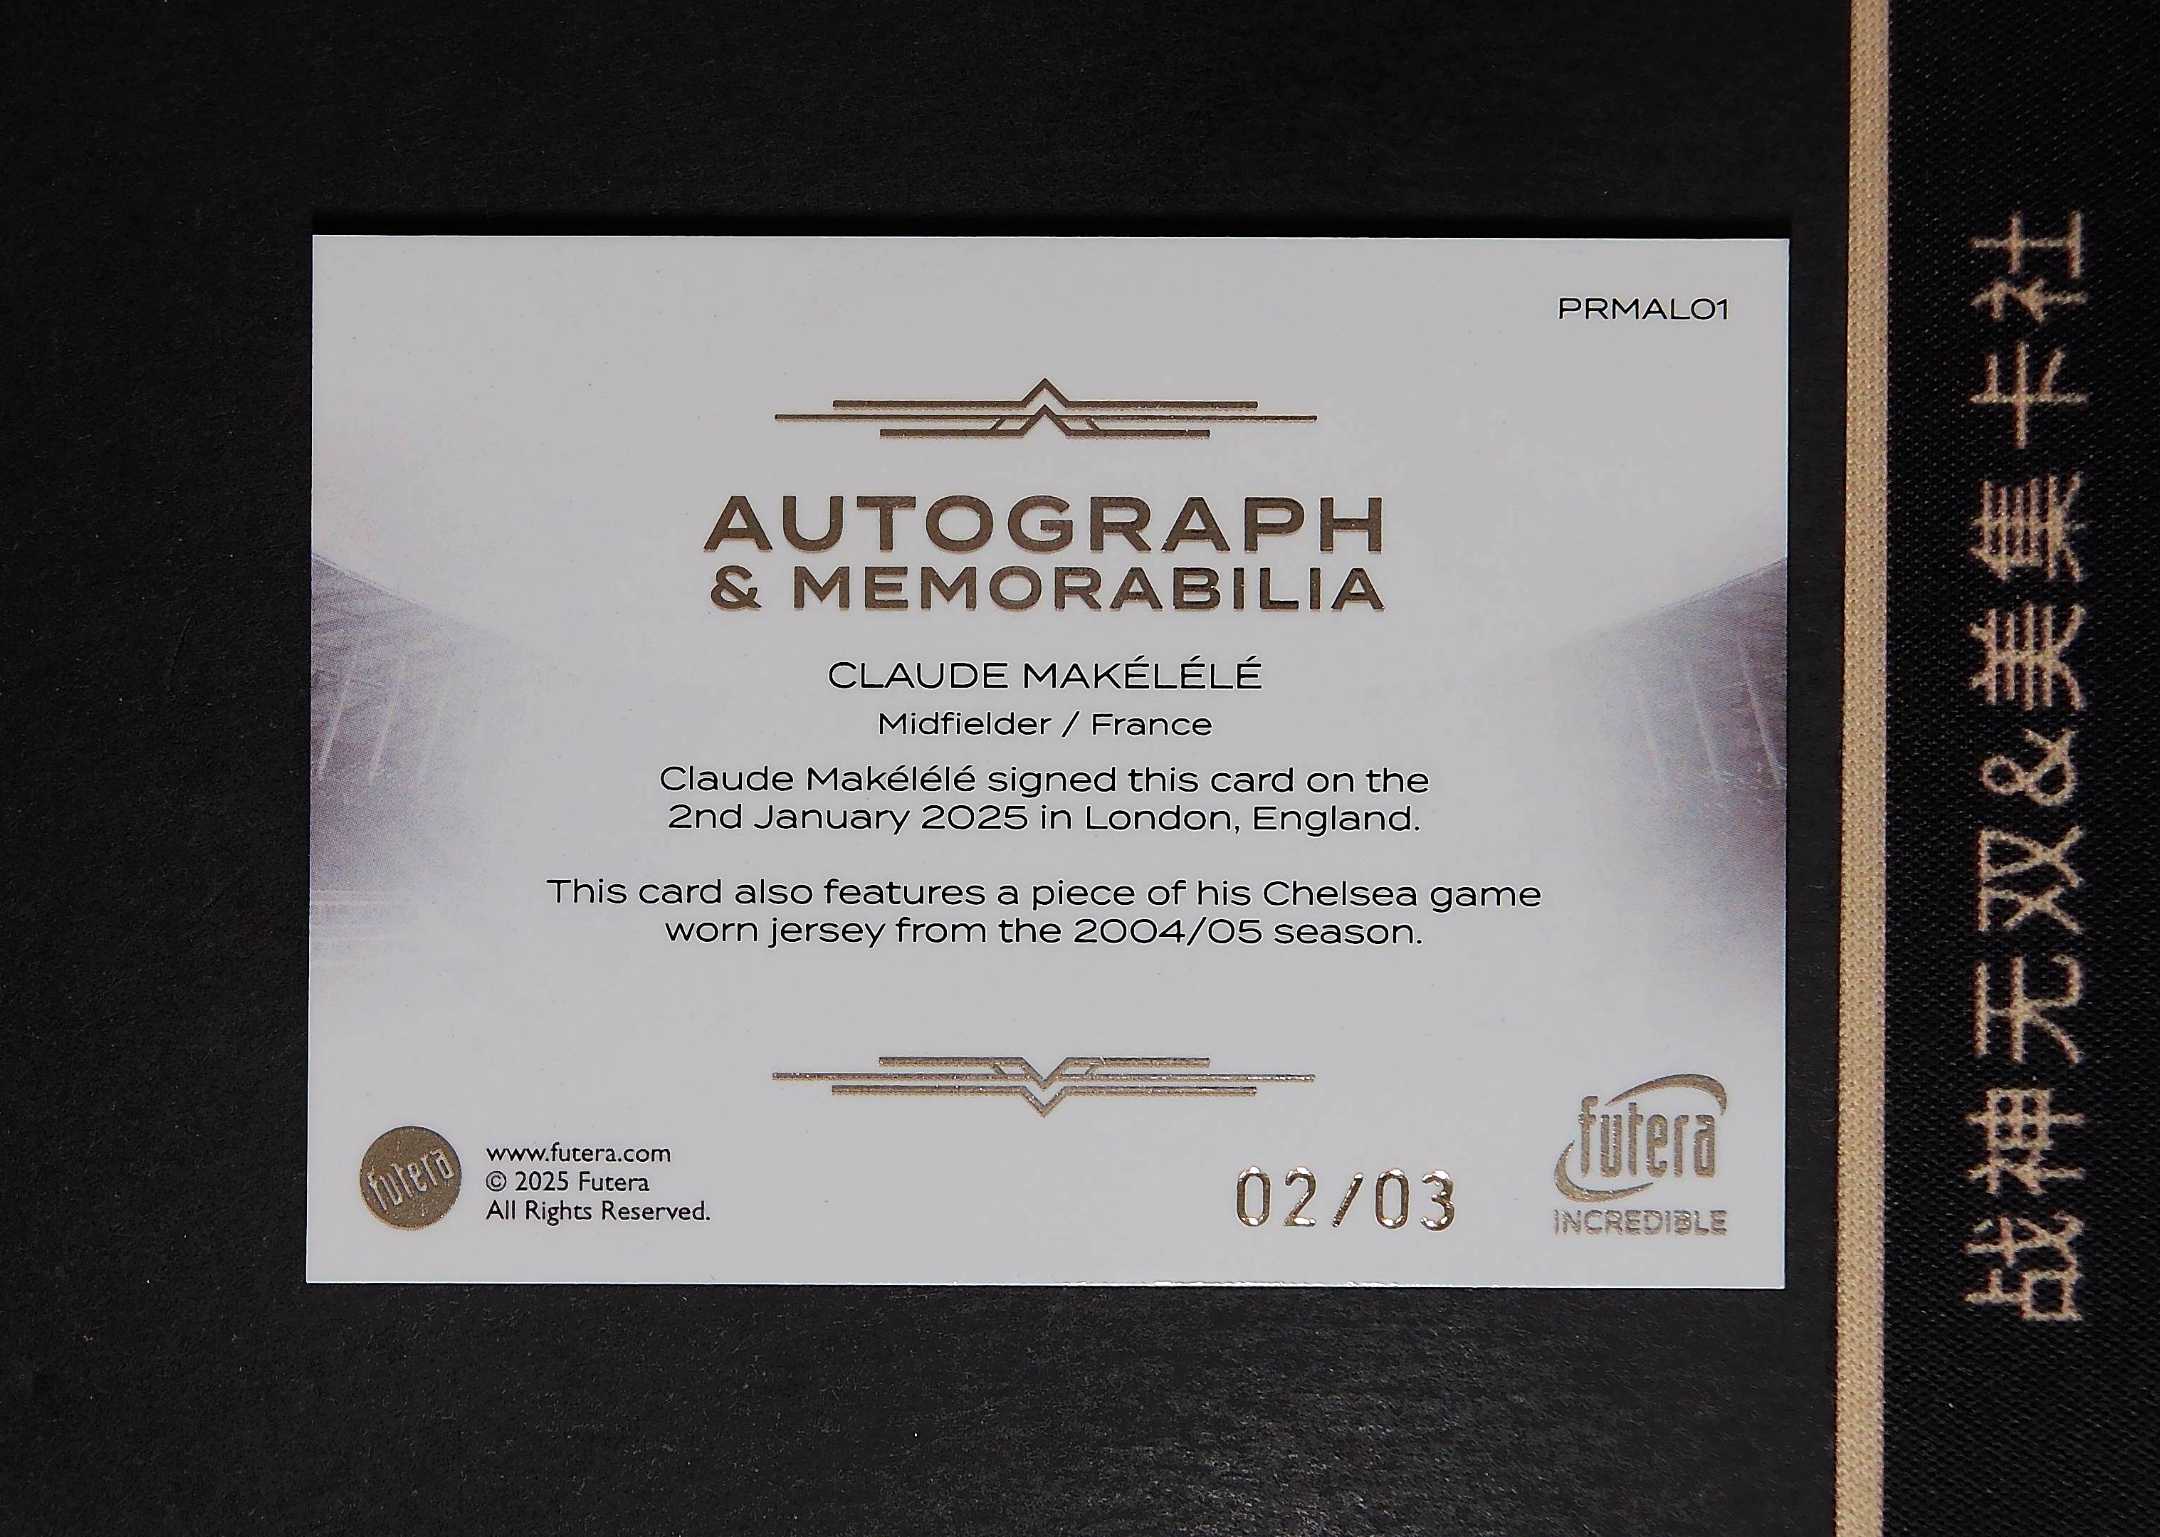 PRMAL01
AUTOGRAPH
& MEMORABILIA
CLAUDE MAKÉLÉLÉ
Midfielder / France
Claude Makélélé signed this card on the
2nd January 2025 in London, England.
This card also features a piece of his Chelsea game
worn jersey from the 2004/05 season.
futera
www.futera.com
© 2025 Futera
All Rights Reserved.
02/03
futera
INCREDIBLE
战神无双&美集卡社